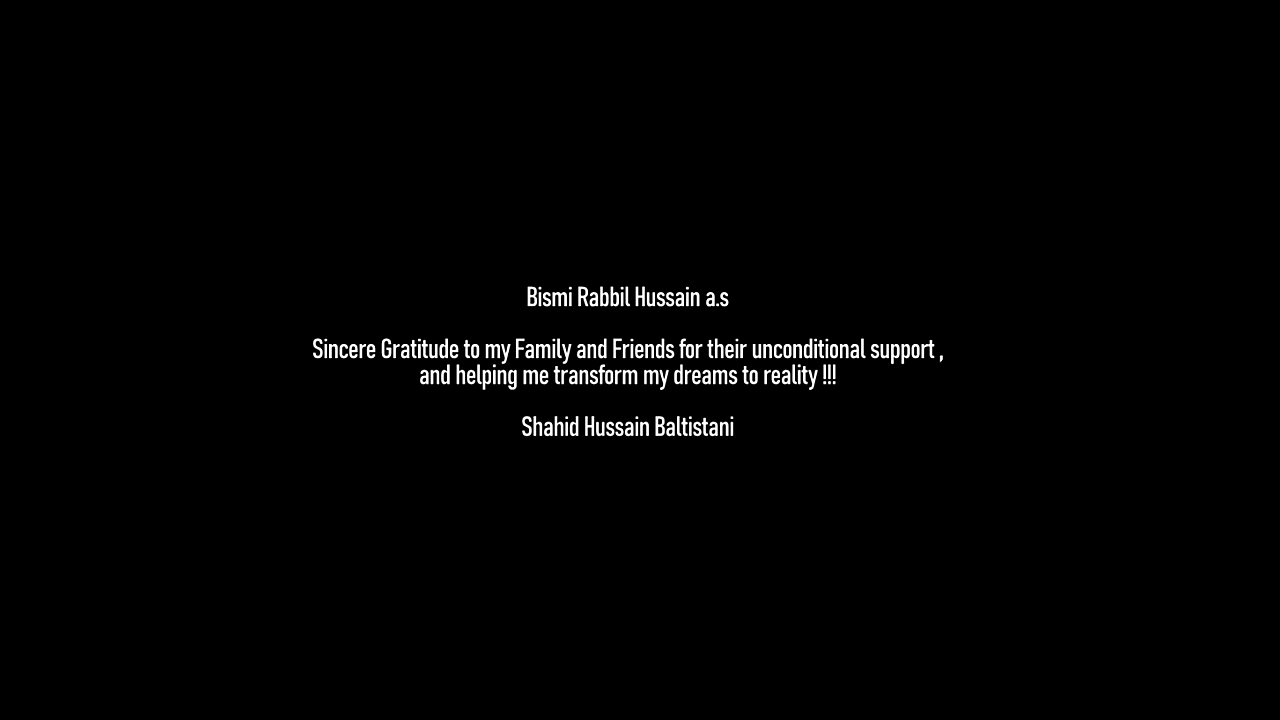 Bismi Rabbil Hussain a.s
Sincere Gratitude to my Family and Friends for their unconditional support ,
and helping me transform my dreams to reality !!!
Shahid Hussain Baltistani